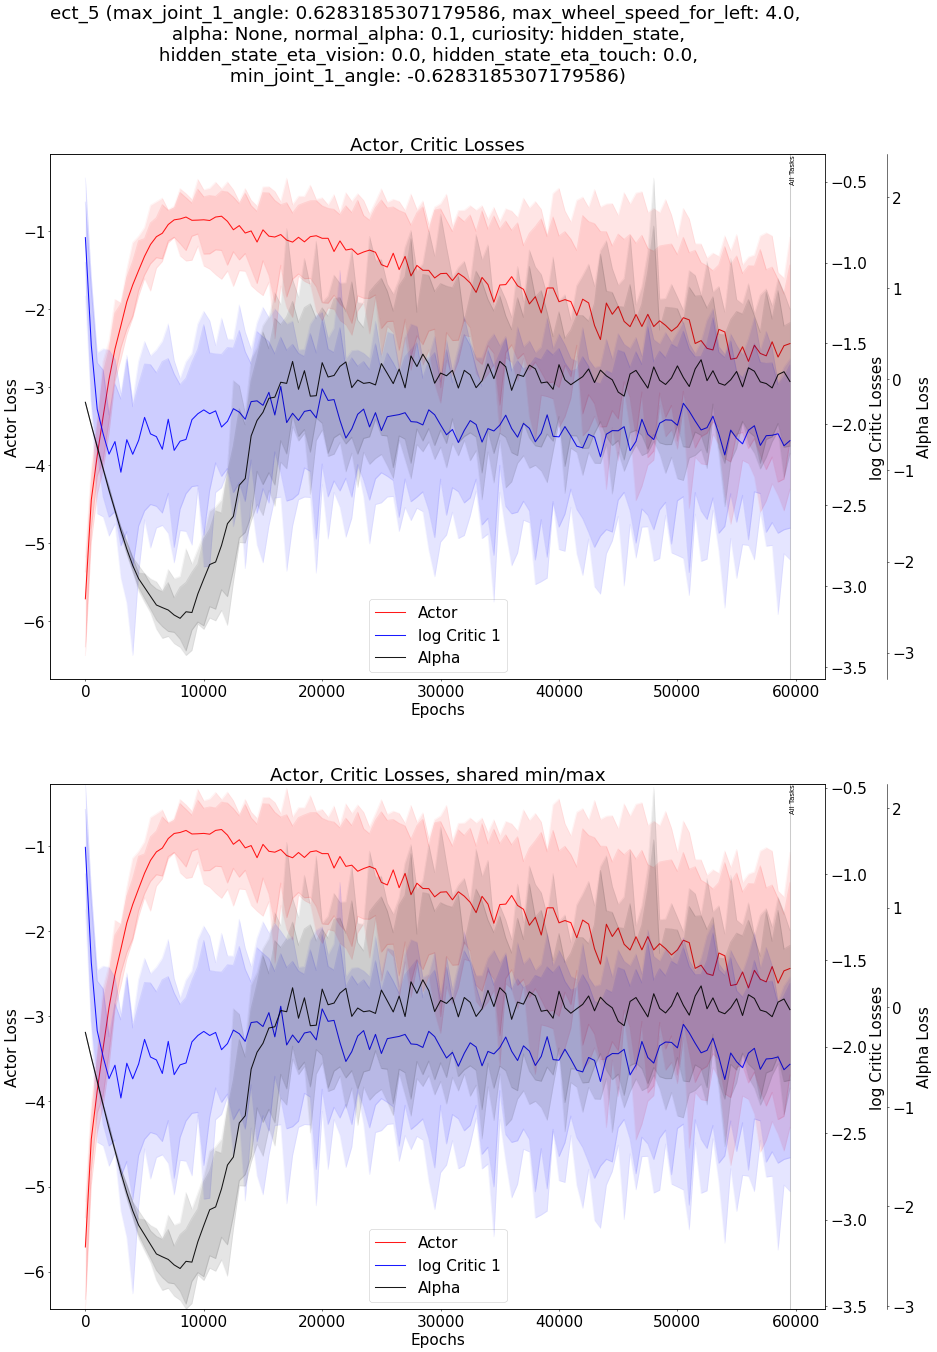 ect_5 (max_joint_1_angle: 0.6283185307179586, max_wheel_speed_for_left: 4.0,
alpha: None, normal_alpha: 0.1, curiosity: hidden_state,
hidden_state_eta_vision: 0.0, hidden_state_eta_touch: 0.0,
min_joint_1_angle: -0.6283185307179586)
Actor, Critic Losses
All Tasks
−1
−2
−3
−4
−5
−6
Actor Loss
−0.5
−1.0
−1.5
−2.0
−2.5
−3.0
−3.5
log Critic Losses
2
1
0
−1
−2
−3
Alpha Loss
Actor
log Critic 1
Alpha
0 10000 20000 30000 40000 50000 60000
Epochs
Actor, Critic Losses, shared min/max
All Tasks
−1
−2
−3
−4
−5
−6
Actor Loss
−0.5
−1.0
−1.5
−2.0
−2.5
−3.0
−3.5
log Critic Losses
2
1
0
−1
−2
−3
Alpha Loss
Actor
log Critic 1
Alpha
0 10000 20000 30000 40000 50000 60000
Epochs